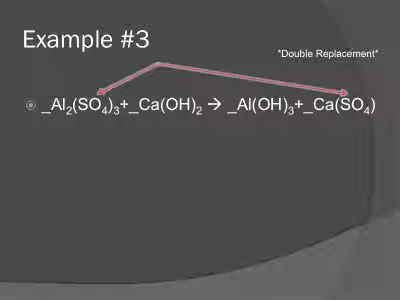 Example #3
*Double Replacement*
_Al₂(SO₄)₃+_Ca(OH)₂ → _Al(OH)₃+_Ca(SO₄)